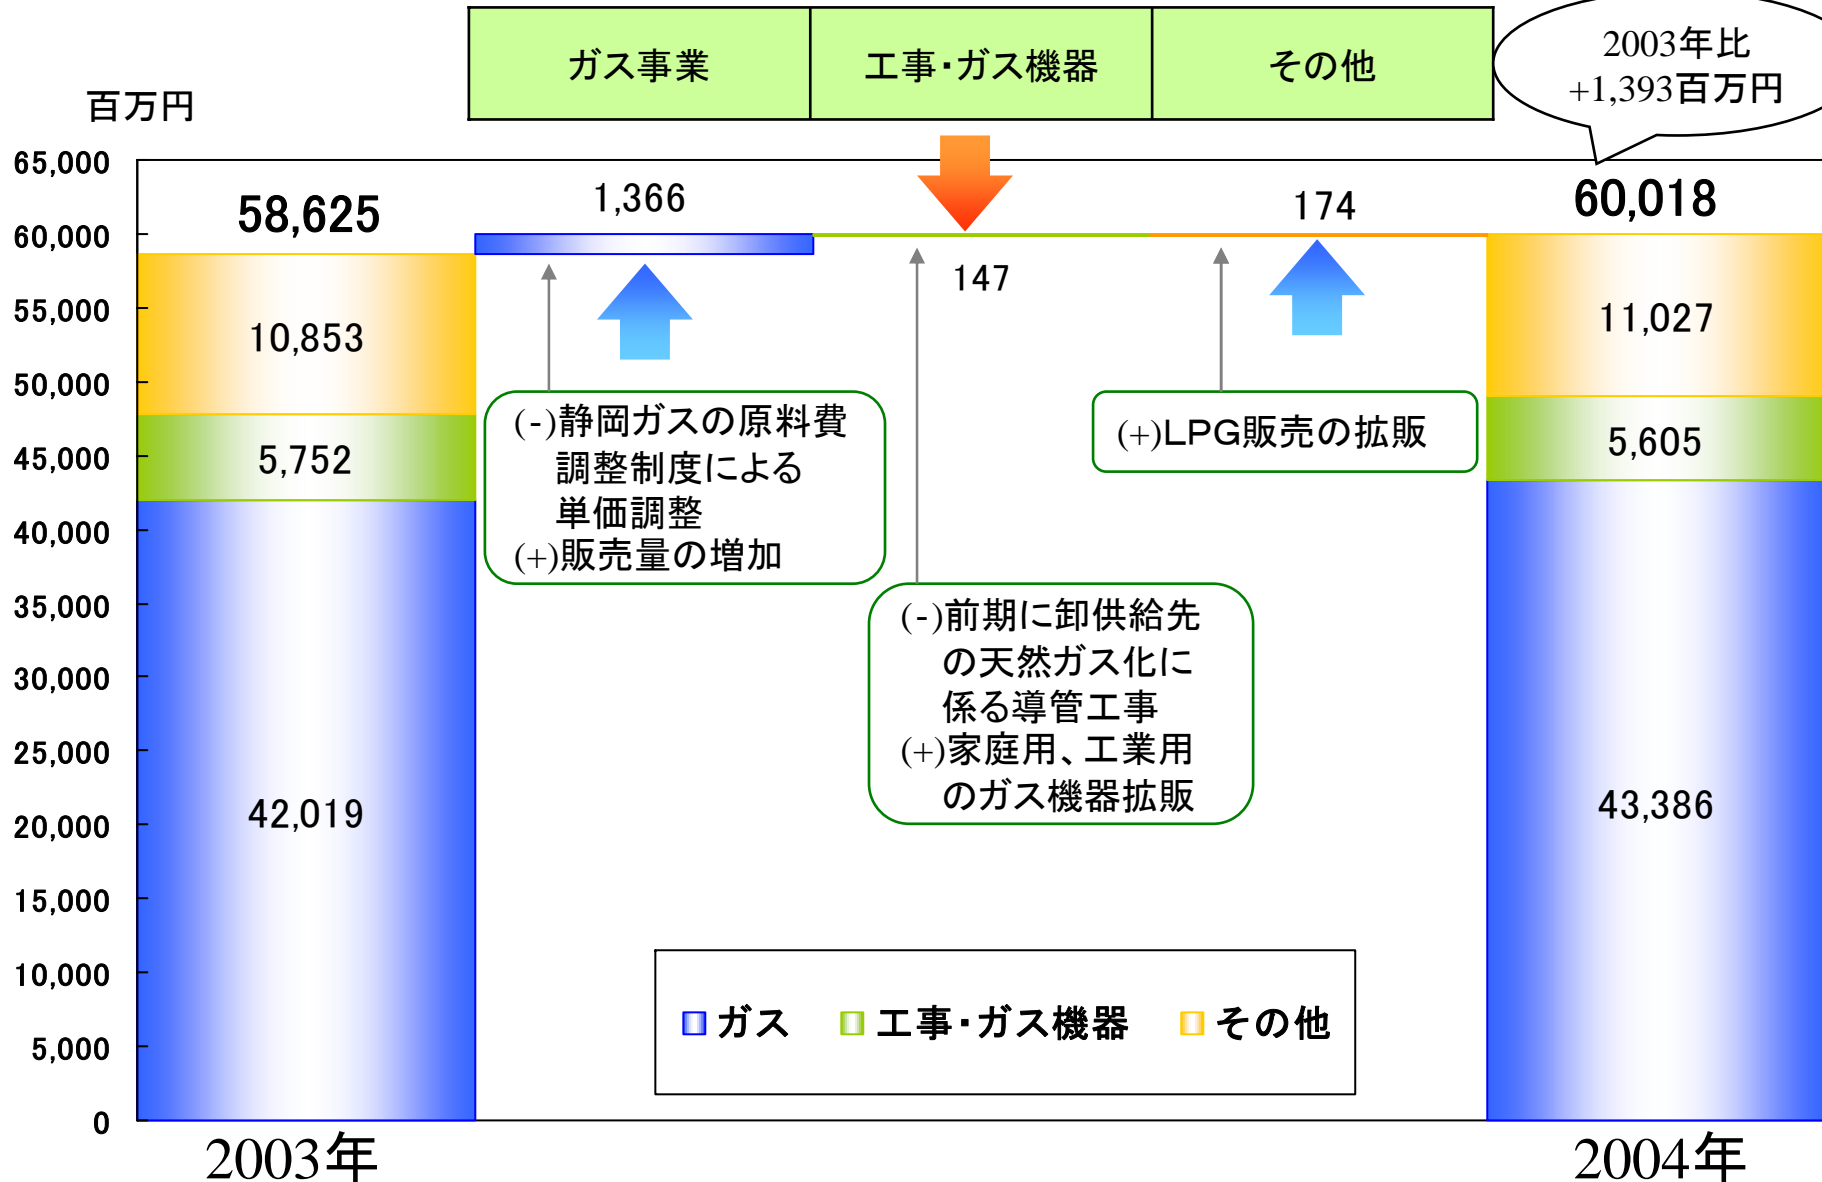 ガス事業
工事・ガス機器
その他
2003年比
+1,393百万円
百万円
65,000
60,000
55,000
50,000
45,000
40,000
35,000
30,000
25,000
20,000
15,000
10,000
5,000
0
58,625
10,853
5,752
42,019
1,366
147
174
60,018
11,027
5,605
43,386
(-)静岡ガスの原料費
調整制度による
単価調整
(+)販売量の増加
(-)前期に卸供給先
の天然ガス化に
係る導管工事
(+)家庭用、工業用
のガス機器拡販
(+)LPG販売の拡販
ガス
工事・ガス機器
その他
2003年
2004年